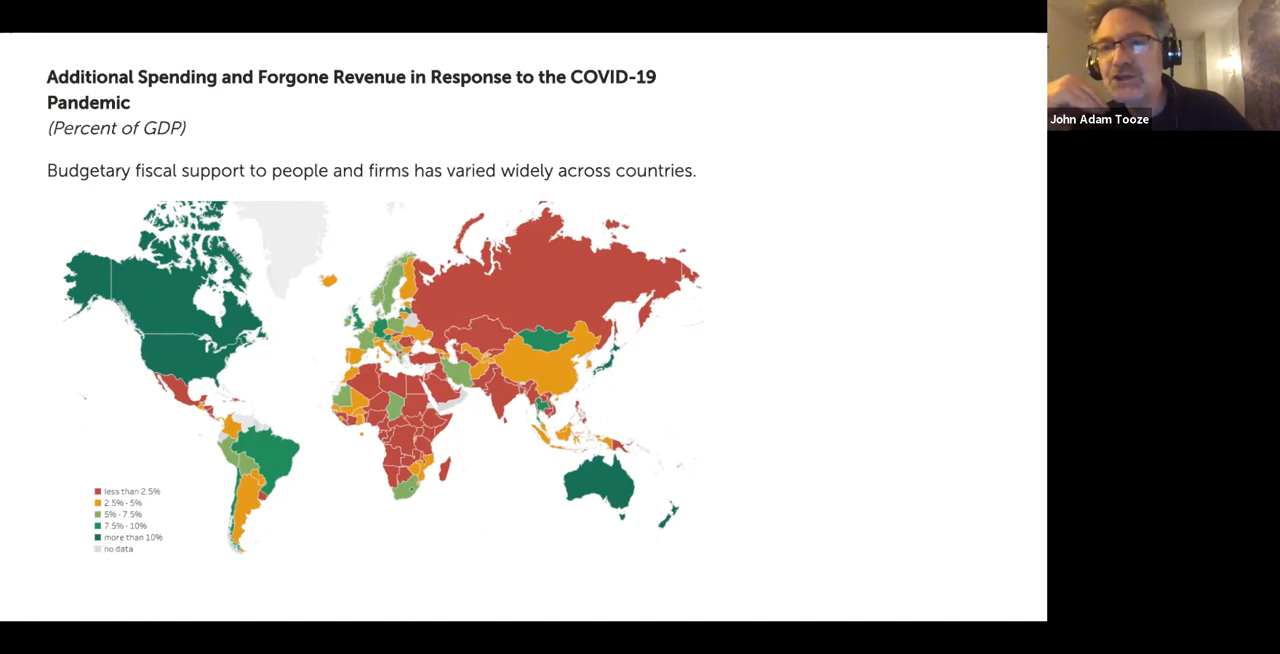 Additional Spending and Forgone Revenue in Response to the COVID-19
Pandemic
(Percent of GDP)
Budgetary fiscal support to people and firms has varied widely across countries.
less than 2.5%
2.5% - 5%
5% - 7.5%
7.5% - 10%
more than 10%
no data
John Adam Tooze